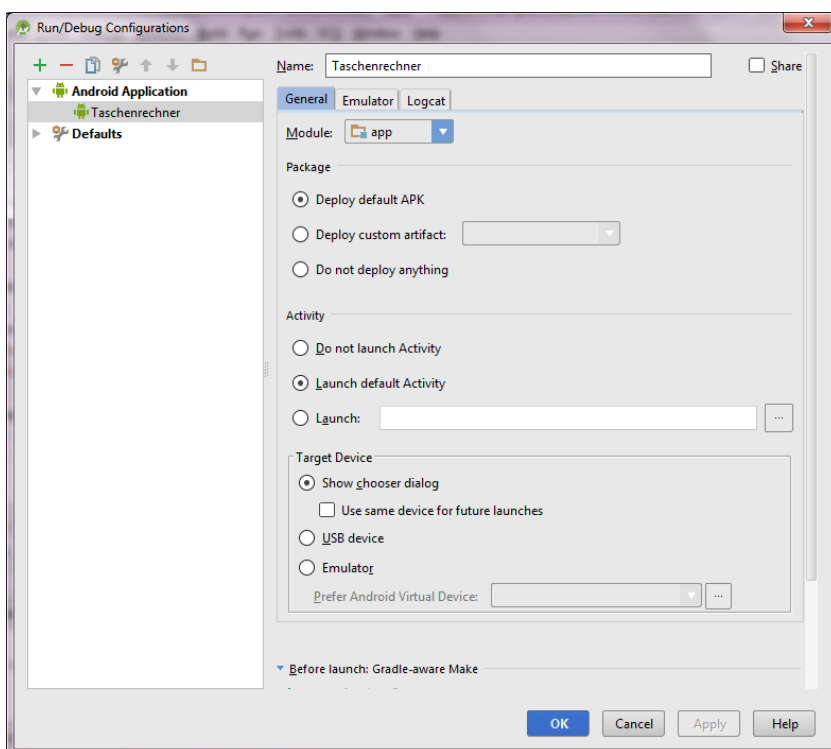 Run/Debug Configurations
Name: Taschenrechner Share
Android Application
Taschenrechner
Defaults
General Emulator Logcat
Module: app
Package
Deploy default APK
Deploy custom artifact:
Do not deploy anything
Activity
Do not launch Activity
Launch default Activity
Launch: ...
Target Device
Show chooser dialog
Use same device for future launches
USB device
Emulator
Prefer Android Virtual Device: ...
Before launch: Gradle-aware Make
OK Cancel Apply Help